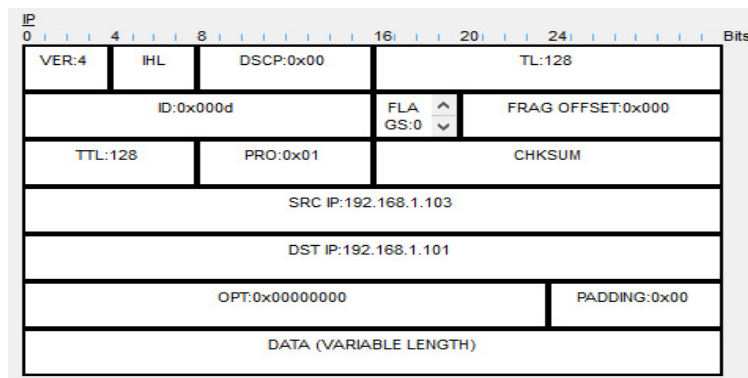 IP
0 4 8 16 20 24 Bits
VER:4 IHL DSCP:0x00 TL:128
ID:0x000d FLA GS:0 FRAG OFFSET:0x000
TTL:128 PRO:0x01 CHKSUM
SRC IP:192.168.1.103
DST IP:192.168.1.101
OPT:0x00000000 PADDING:0x00
DATA (VARIABLE LENGTH)